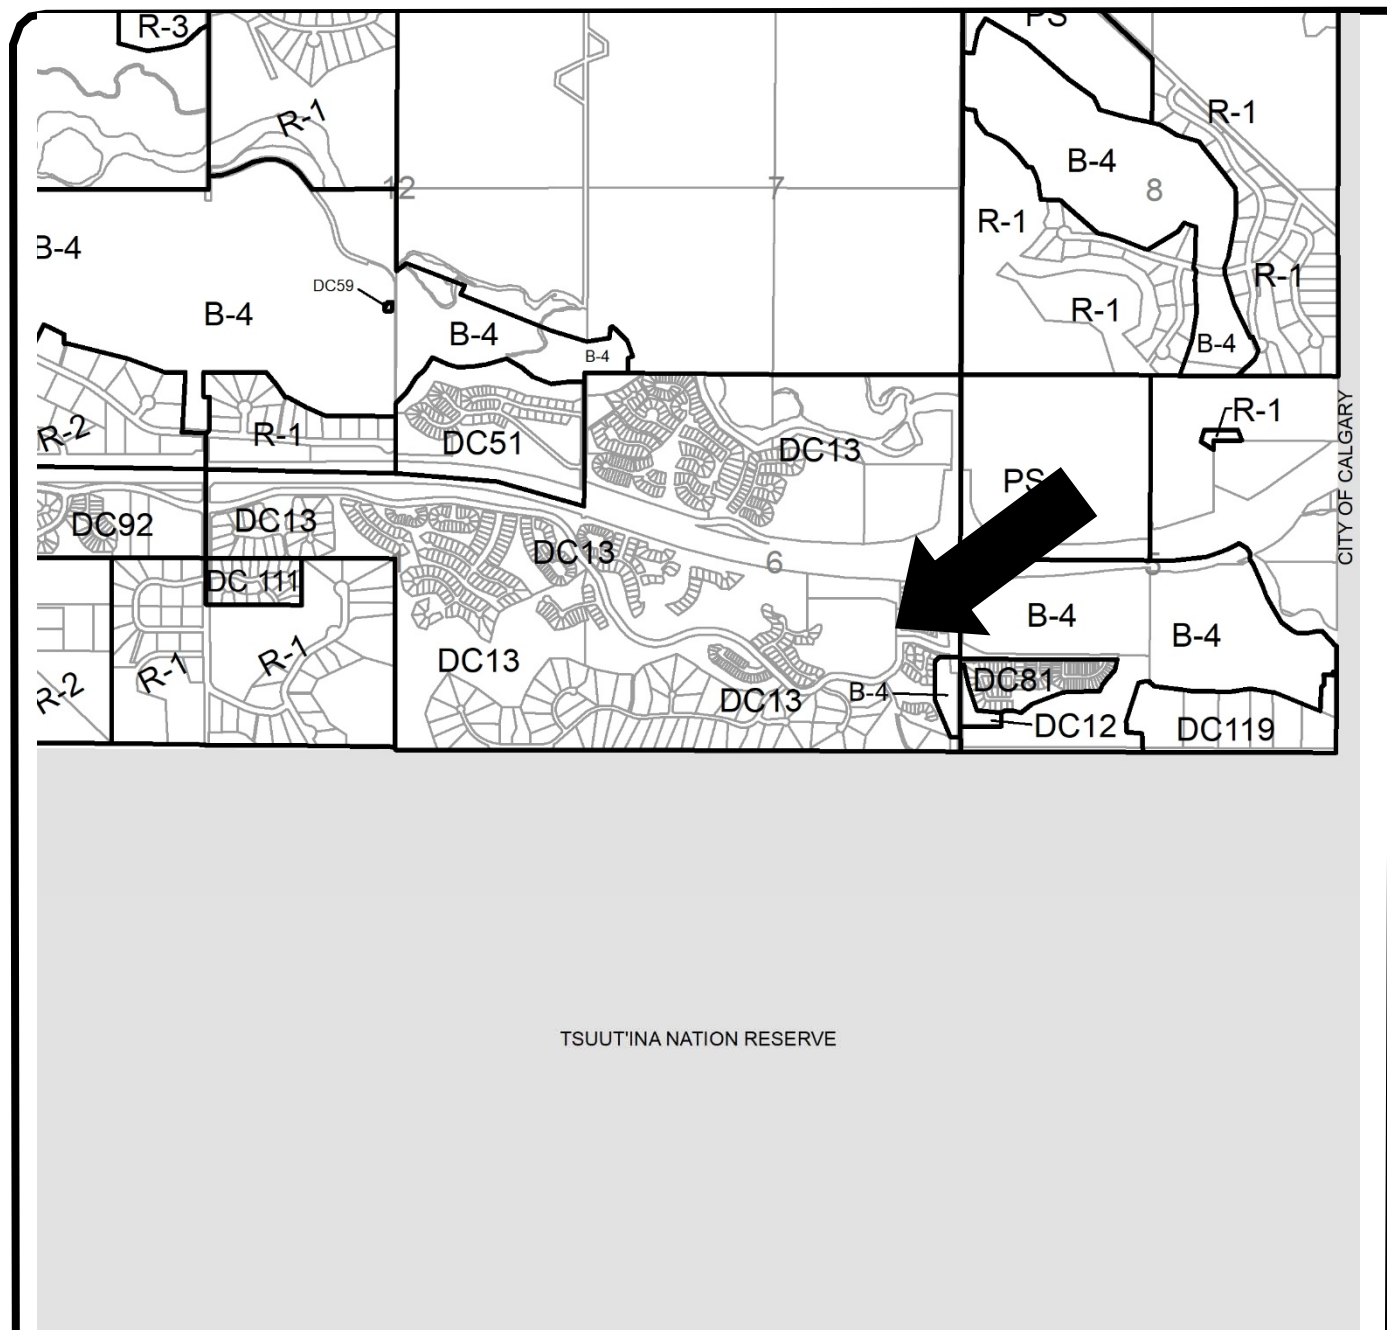 R-3
PS
R-1
R-1
B-4
12
7
8
R-1
B-4
DC59
R-1
R-1
B-4
B-4
B-4
B-4
R-1
R-2
R-1
DC51
DC13
PS
CITY OF CALGARY
DC92
DC13
DC13
6
5
DC 111
B-4
B-4
R-1
R-1
DC13
R-2
DC13
B-4
DC81
DC12
DC119
TSUUT'INA NATION RESERVE